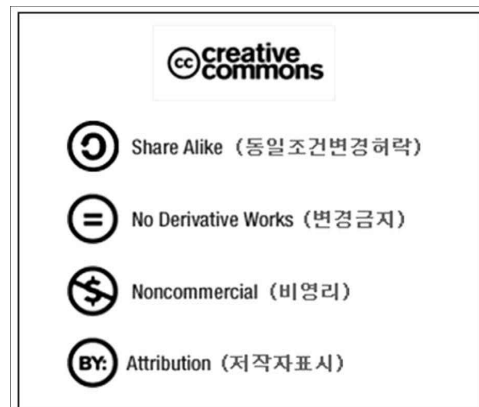 cc creative
commons
Share Alike (동일조건변경허락)
= No Derivative Works (변경금지)
$ Noncommercial (비영리)
BY: Attribution (저작자표시)